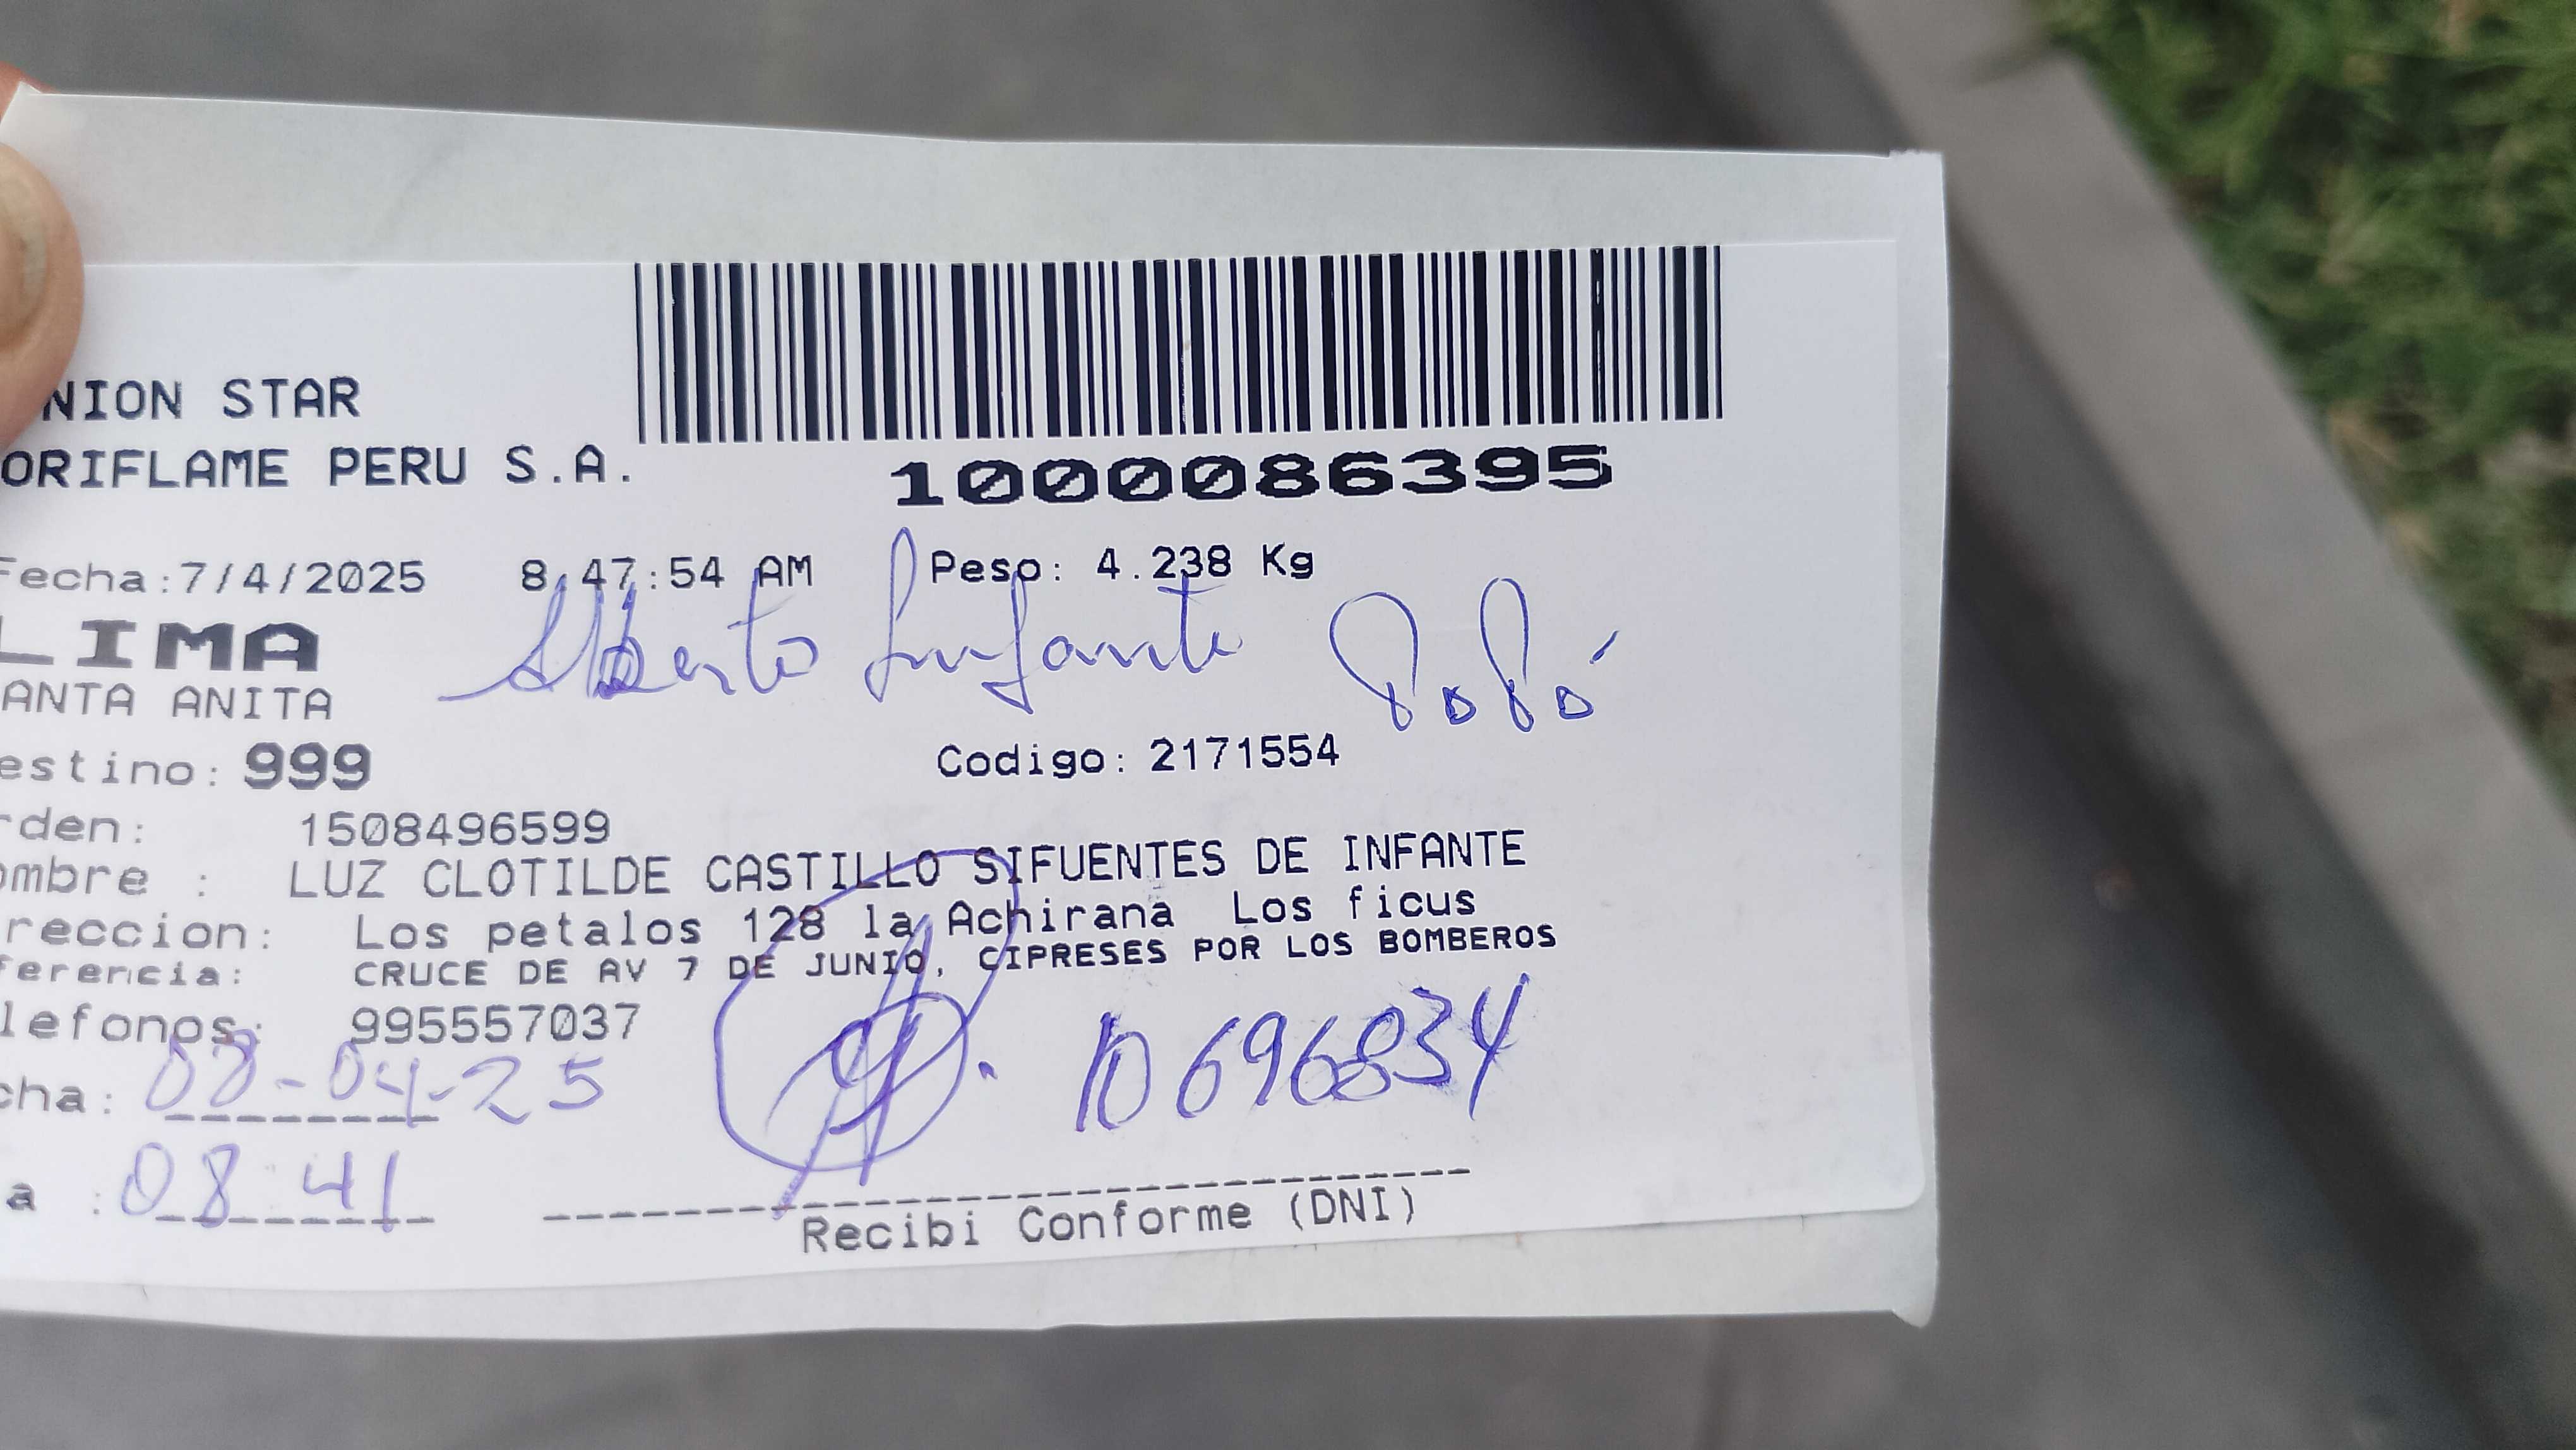 NION STAR
ORIFLAME PERU S.A.
1000086395
Fecha:7/4/2025 8:47:54 AM Peso: 4.238 Kg
LIMA
Alberto Infante Papá
ANTA ANITA
estino: 999
Codigo: 2171554
rden: 1508496599
ombre : LUZ CLOTILDE CASTILLO SIFUENTES DE INFANTE
reccion: Los petalos 128 la Achirana Los ficus
ferencia: CRUCE DE AV 7 DE JUNIO, CIPRESES POR LOS BOMBEROS
lefonos: 995557037
cha: 08-04-25
10696834
a : 08 41
Recibi Conforme (DNI)